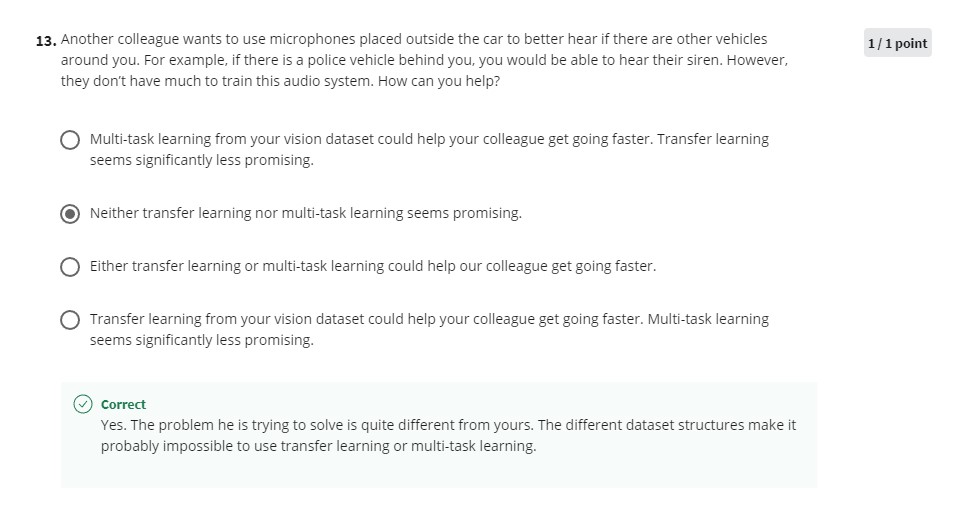 13. Another colleague wants to use microphones placed outside the car to better hear if there are other vehicles
around you. For example, if there is a police vehicle behind you, you would be able to hear their siren. However,
they don't have much to train this audio system. How can you help?
1 / 1 point
Multi-task learning from your vision dataset could help your colleague get going faster. Transfer learning
seems significantly less promising.
Neither transfer learning nor multi-task learning seems promising.
Either transfer learning or multi-task learning could help our colleague get going faster.
Transfer learning from your vision dataset could help your colleague get going faster. Multi-task learning
seems significantly less promising.
Correct
Yes. The problem he is trying to solve is quite different from yours. The different dataset structures make it
probably impossible to use transfer learning or multi-task learning.